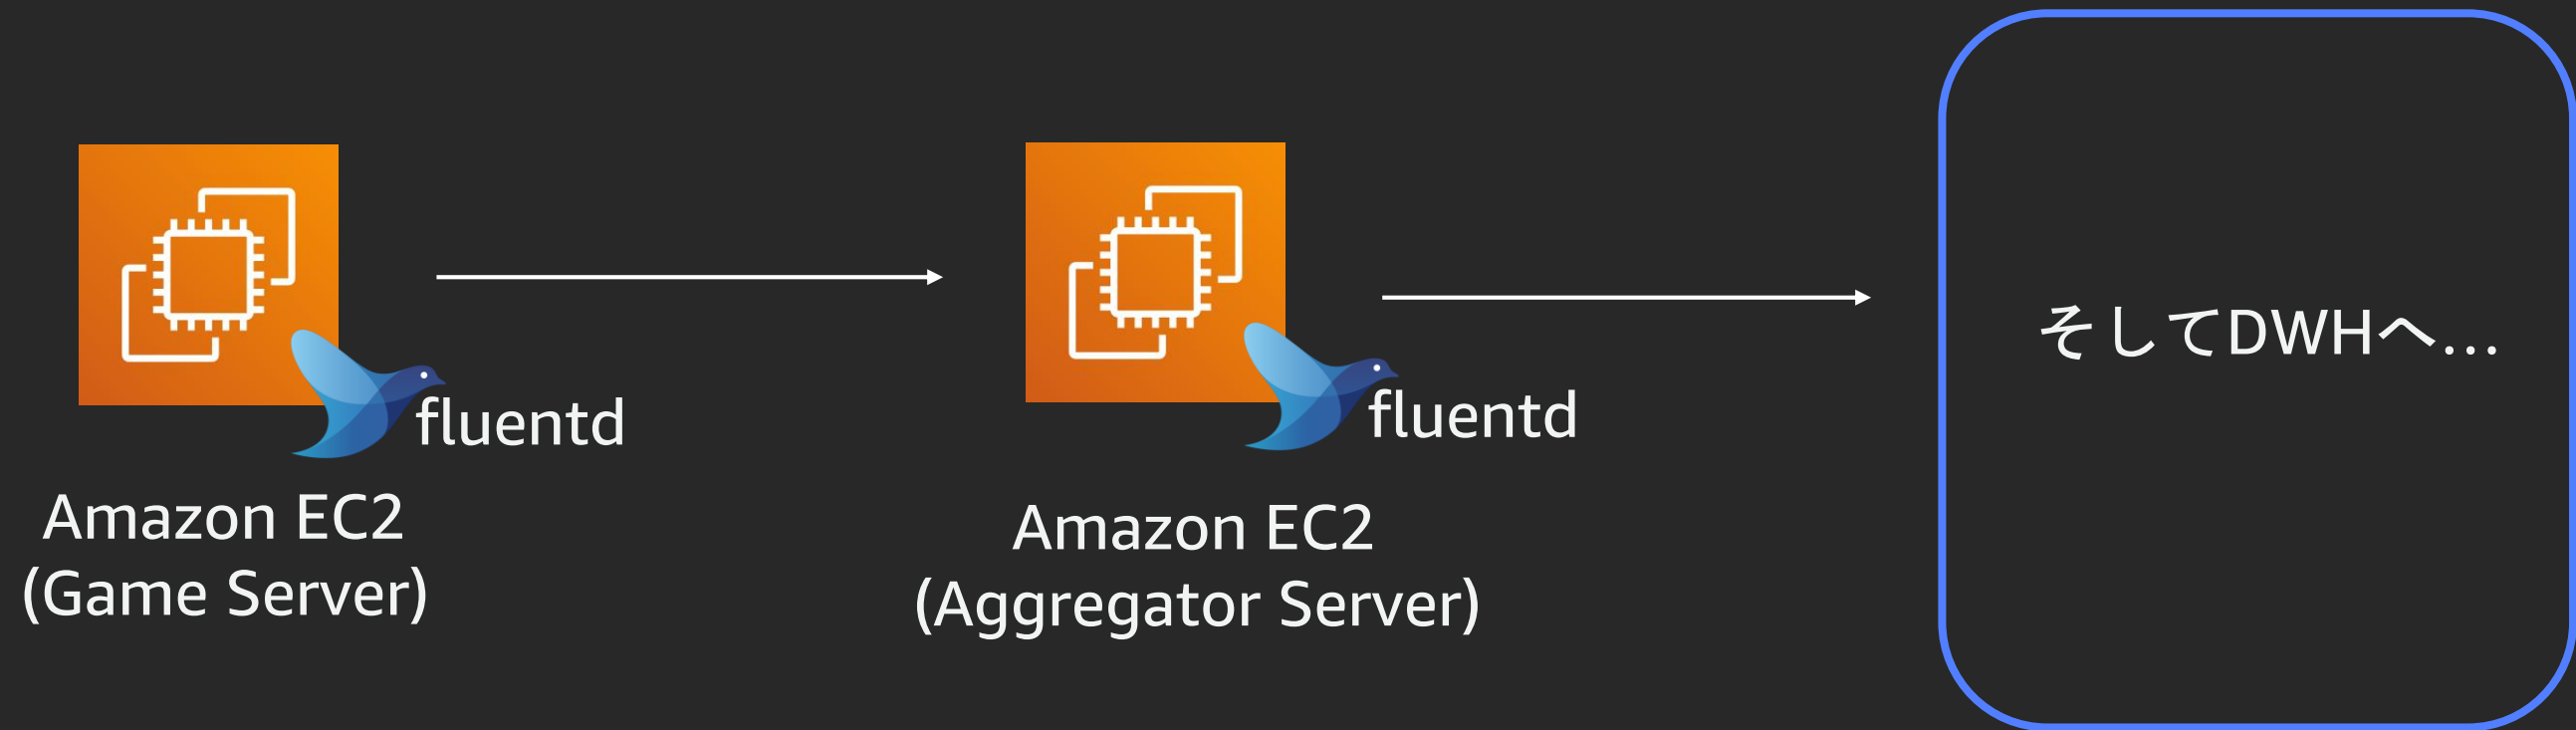 fluentd
Amazon EC2
(Game Server)
fluentd
Amazon EC2
(Aggregator Server)
そしてDWHへ...